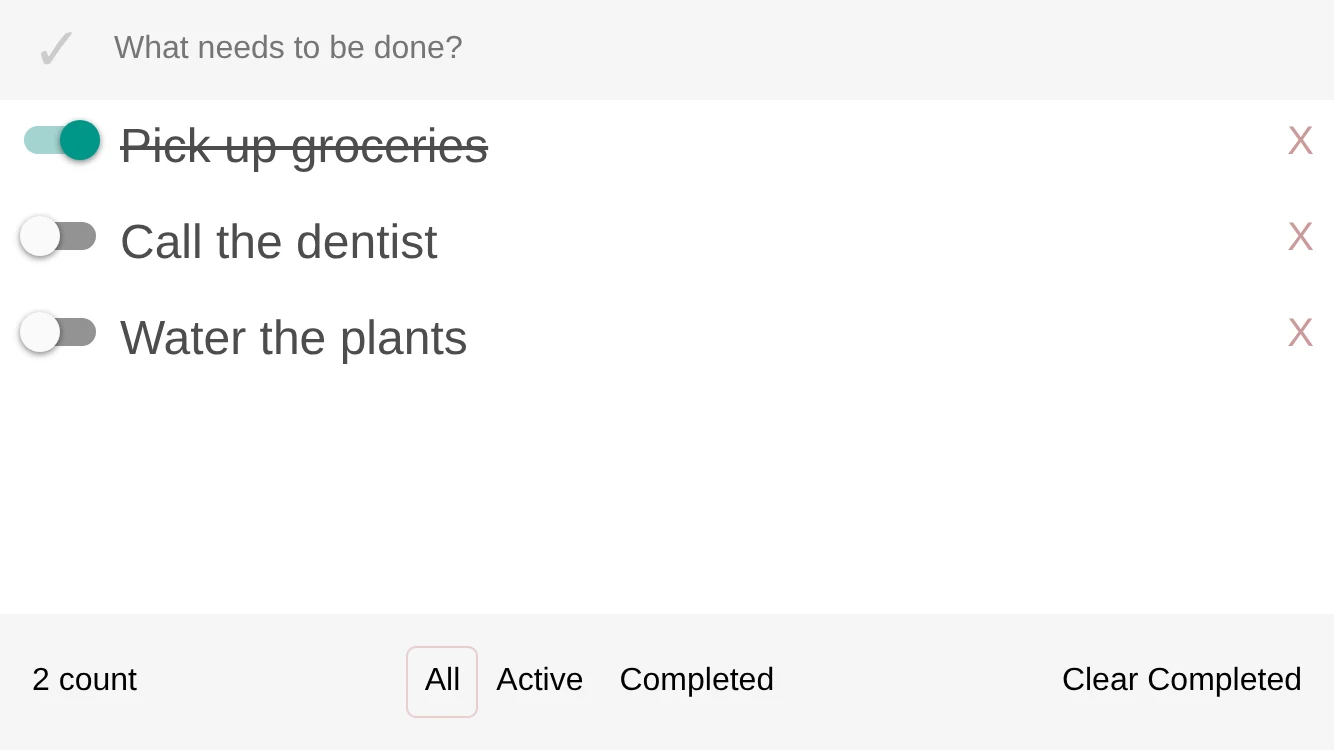 ✓ What needs to be done?
Pick up groceries X
Call the dentist X
Water the plants X
2 count All Active Completed Clear Completed